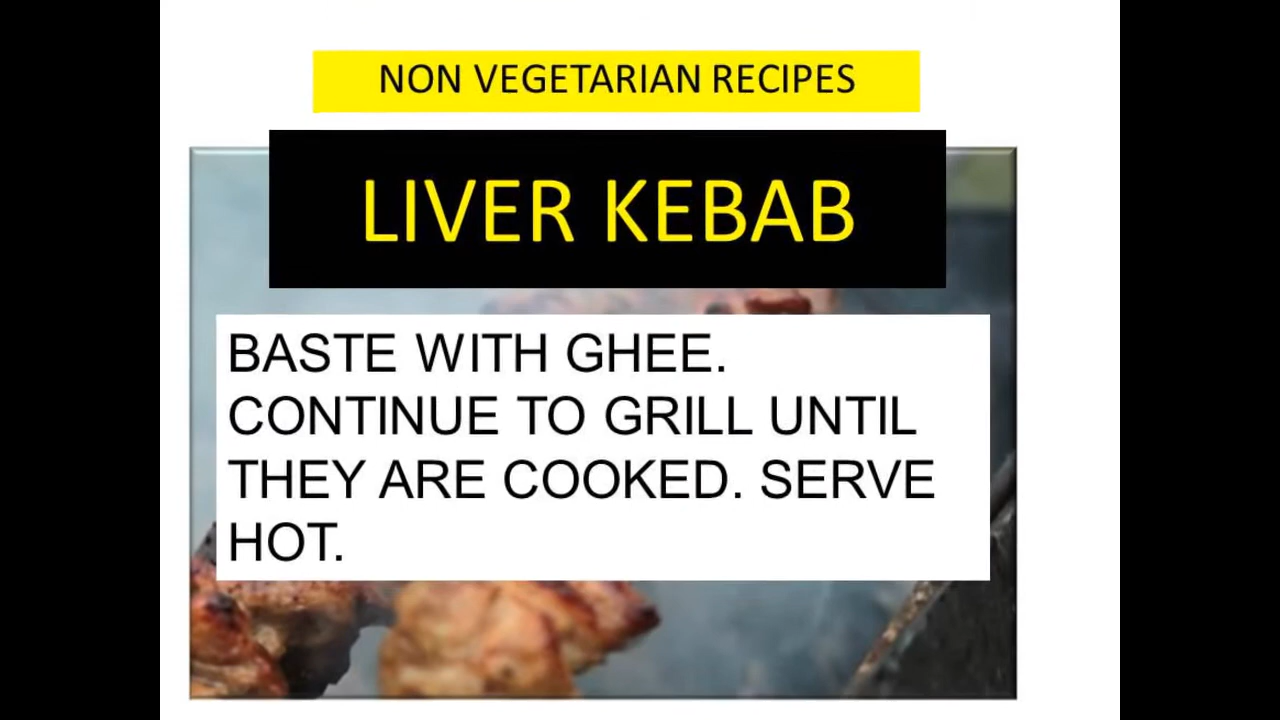 NON VEGETARIAN RECIPES
LIVER KEBAB
BASTE WITH GHEE.
CONTINUE TO GRILL UNTIL
THEY ARE COOKED. SERVE
HOT.